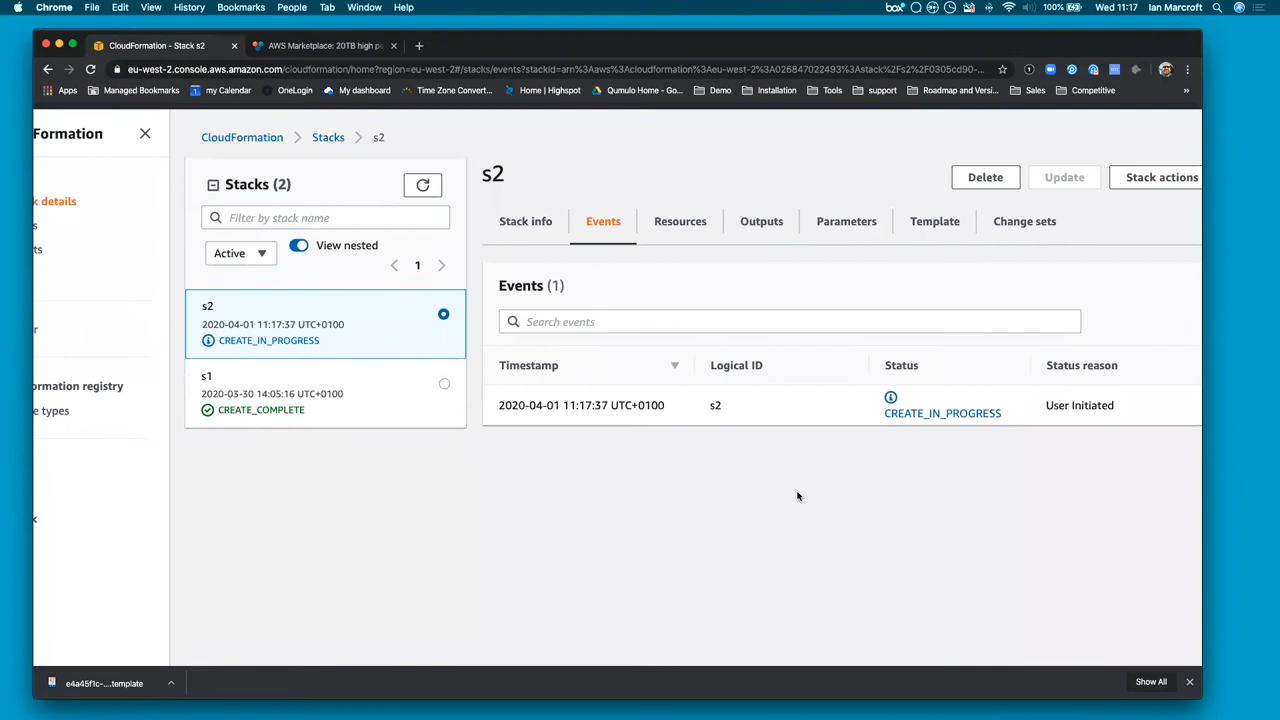 Chrome File Edit View History Bookmarks People Tab Window Help box 100% Wed 11:17 Ian Marcroft
CloudFormation - Stack s2
AWS Marketplace: 20TB high p
eu-west-2.console.aws.amazon.com/cloudformation/home?region=eu-west-2#/stacks/events?stackId=arn%3Aaws%3Acloudformation%3Aeu-west-2%3A026847022493%3Astack%2Fs2%2F0305cd90-...
Apps Managed Bookmarks my Calendar OneLogin My dashboard Time Zone Convert... Home | Highspot Qumulo Home - Go... Demo Installation Tools support Roadmap and Versi... Sales Competitive »
Formation
k details
s
ts
r
ormation registry
e types
k
CloudFormation Stacks s2
Stacks (2)
Filter by stack name
Active
View nested
1
s2
2020-04-01 11:17:37 UTC+0100
CREATE_IN_PROGRESS
s1
2020-03-30 14:05:16 UTC+0100
CREATE_COMPLETE
s2
Delete Update Stack actions
Stack info Events Resources Outputs Parameters Template Change sets
Events (1)
Search events
Timestamp Logical ID Status Status reason
2020-04-01 11:17:37 UTC+0100 s2 CREATE_IN_PROGRESS User Initiated
e4a45f1c-....template
Show All